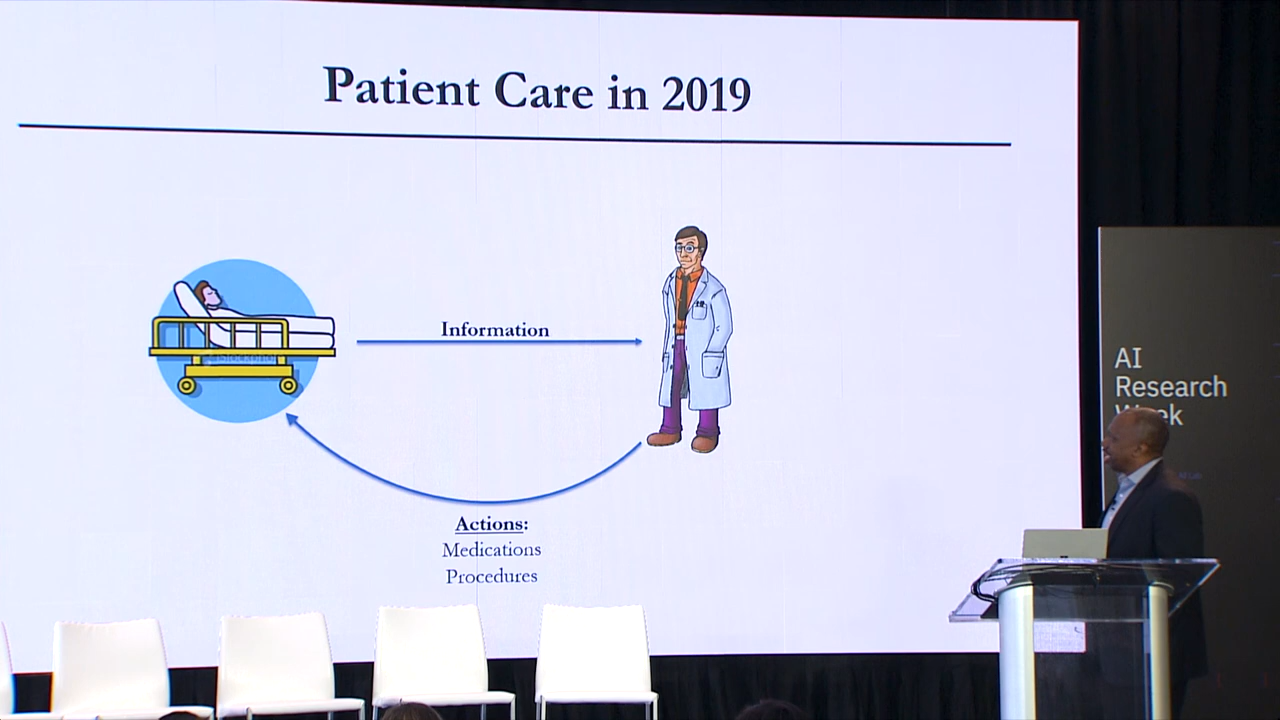 Patient Care in 2019
Information
Actions:
Medications
Procedures
AI
Research